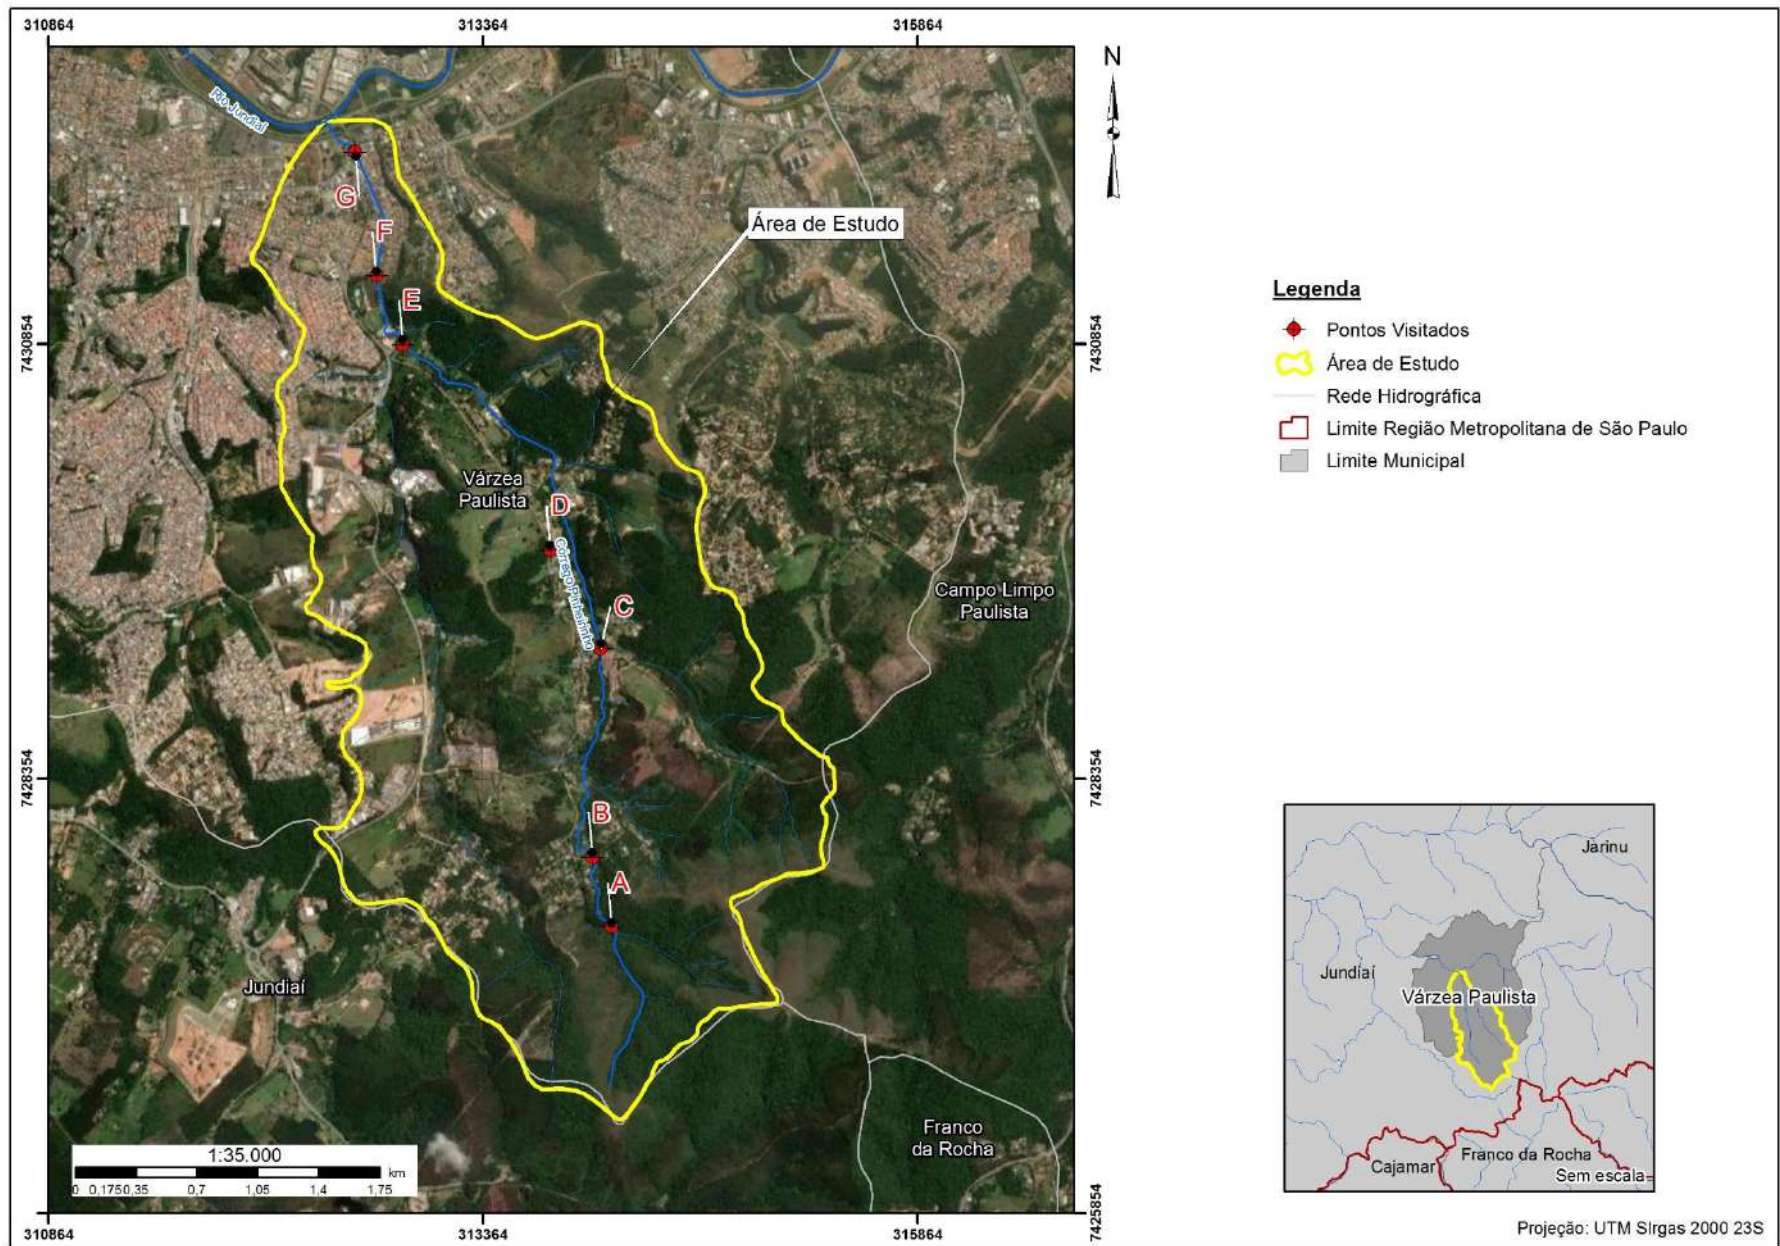 310864
313364
315864
N
Rio Jundiaí
G
F
Área de Estudo
E
7430854
7430854
Várzea
Paulista
D
Córrego Pinheirinho
C
Campo Limpo
Paulista
7428354
7428354
B
A
Jundiaí
Franco
da Rocha
1:35.000
km
0 0,175 0,35 0,7 1,05 1,4 1,75
7425854
310864
313364
315864
Legenda
Pontos Visitados
Área de Estudo
Rede Hidrográfica
Limite Região Metropolitana de São Paulo
Limite Municipal
Jarinu
Jundiaí
Várzea Paulista
Franco da Rocha
Cajamar
Sem escala
Projeção: UTM SIrgas 2000 23S